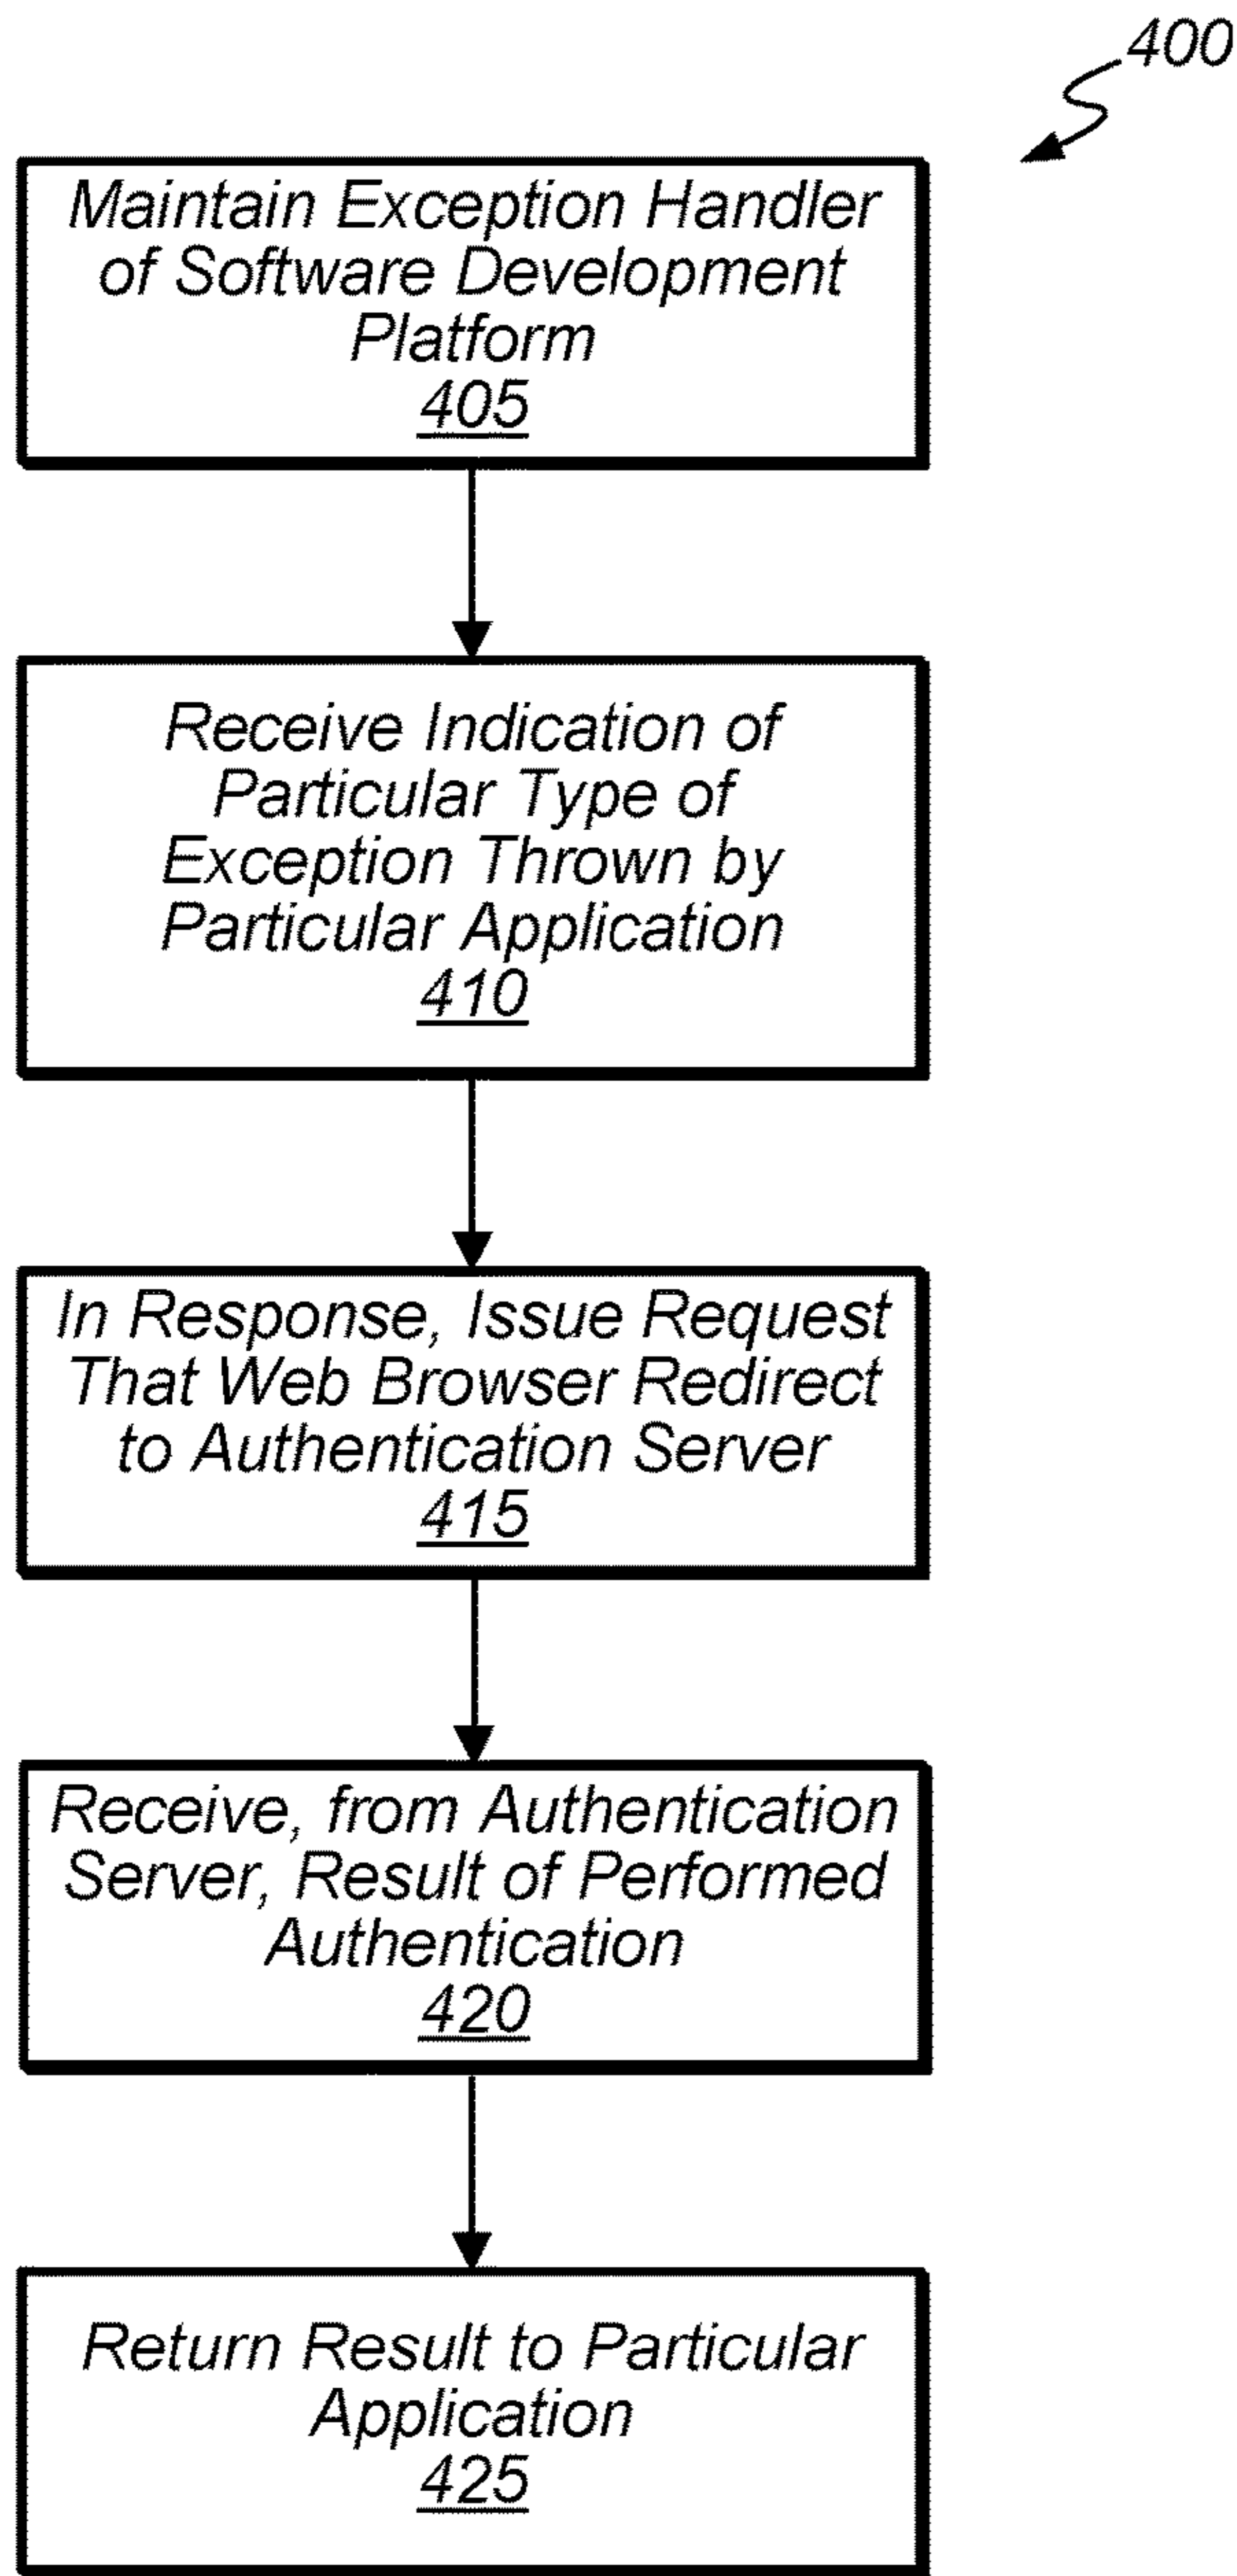 400
Maintain Exception Handler
of Software Development
Platform
405
Receive Indication of
Particular Type of
Exception Thrown by
Particular Application
410
In Response, Issue Request
That Web Browser Redirect
to Authentication Server
415
Receive, from Authentication
Server, Result of Performed
Authentication
420
Return Result to Particular
Application
425